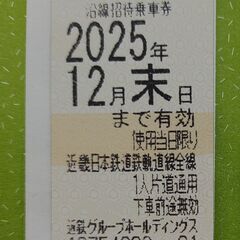 沿線招待乗車券
2025年
12月末日
まで有効
使用当日限り
近畿日本鉄道鉄軌道線全線
1人片道通用
下車前途無効
近鉄グループホールディングス